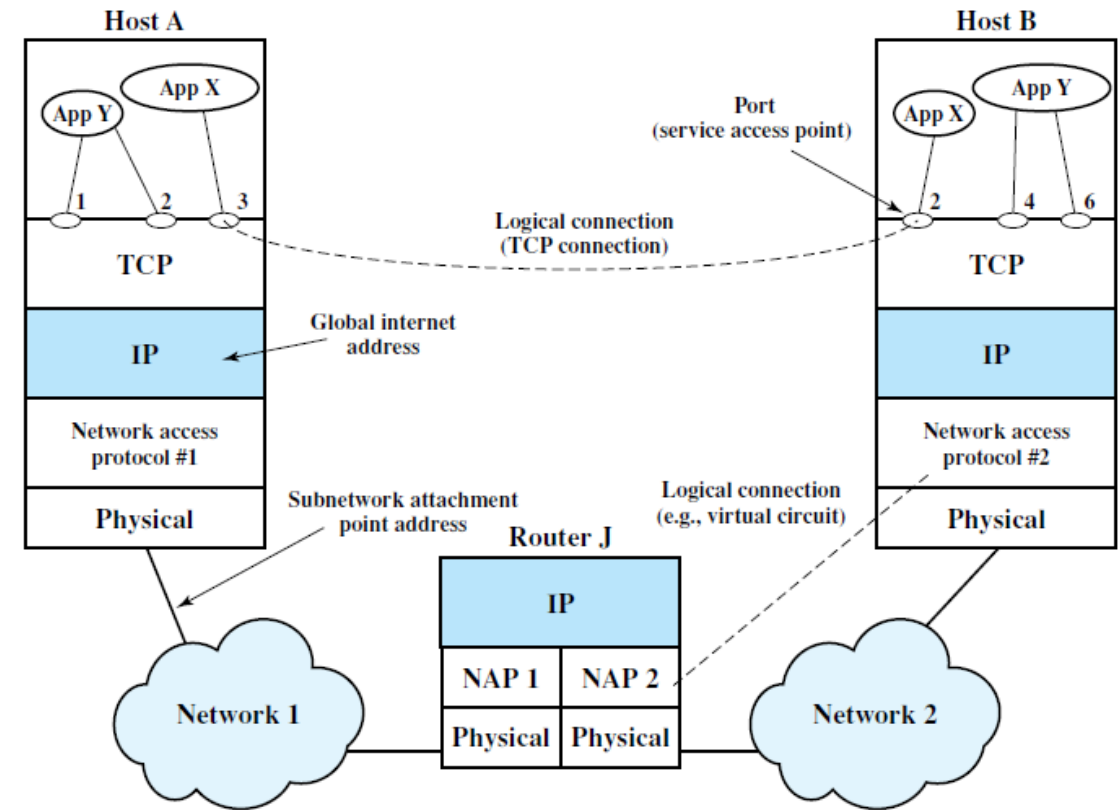 Host A
Host B
App X
App Y
App X
App Y
Port
(service access point)
1
2
3
2
4
6
Logical connection
(TCP connection)
TCP
TCP
Global internet
address
IP
IP
Network access
protocol #1
Network access
protocol #2
Subnetwork attachment
point address
Logical connection
(e.g., virtual circuit)
Physical
Physical
Router J
IP
NAP 1
NAP 2
Network 1
Network 2
Physical
Physical